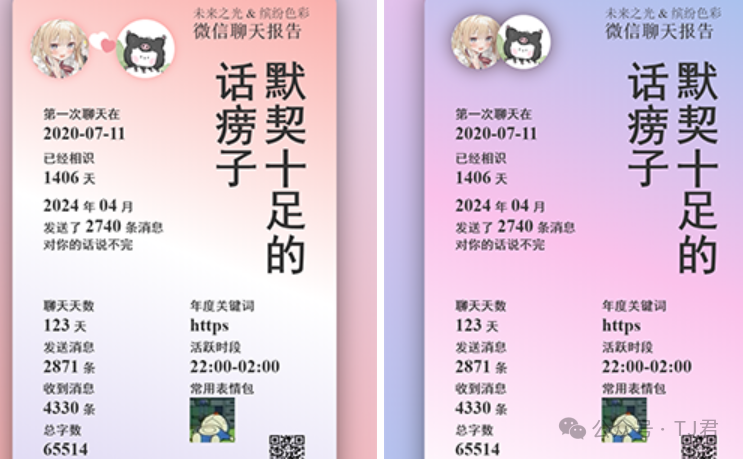 未来之光 & 缤纷色彩
微信聊天报告
默契十足的
话痨子
第一次聊天在
2020-07-11
已经相识
1406 天
2024 年 04 月
发送了 2740 条消息
对你的话说不完
聊天天数
123 天
发送消息
2871 条
收到消息
4330 条
总字数
65514
年度关键词
https
活跃时段
22:00-02:00
常用表情包
未来之光 & 缤纷色彩
微信聊天报告
默契十足的
话痨子
第一次聊天在
2020-07-11
已经相识
1406 天
2024 年 04 月
发送了 2740 条消息
对你的话说不完
聊天天数
123 天
发送消息
2871 条
收到消息
4330 条
总字数
65514
年度关键词
https
活跃时段
22:00-02:00
常用表情包
公众号 · TJ君